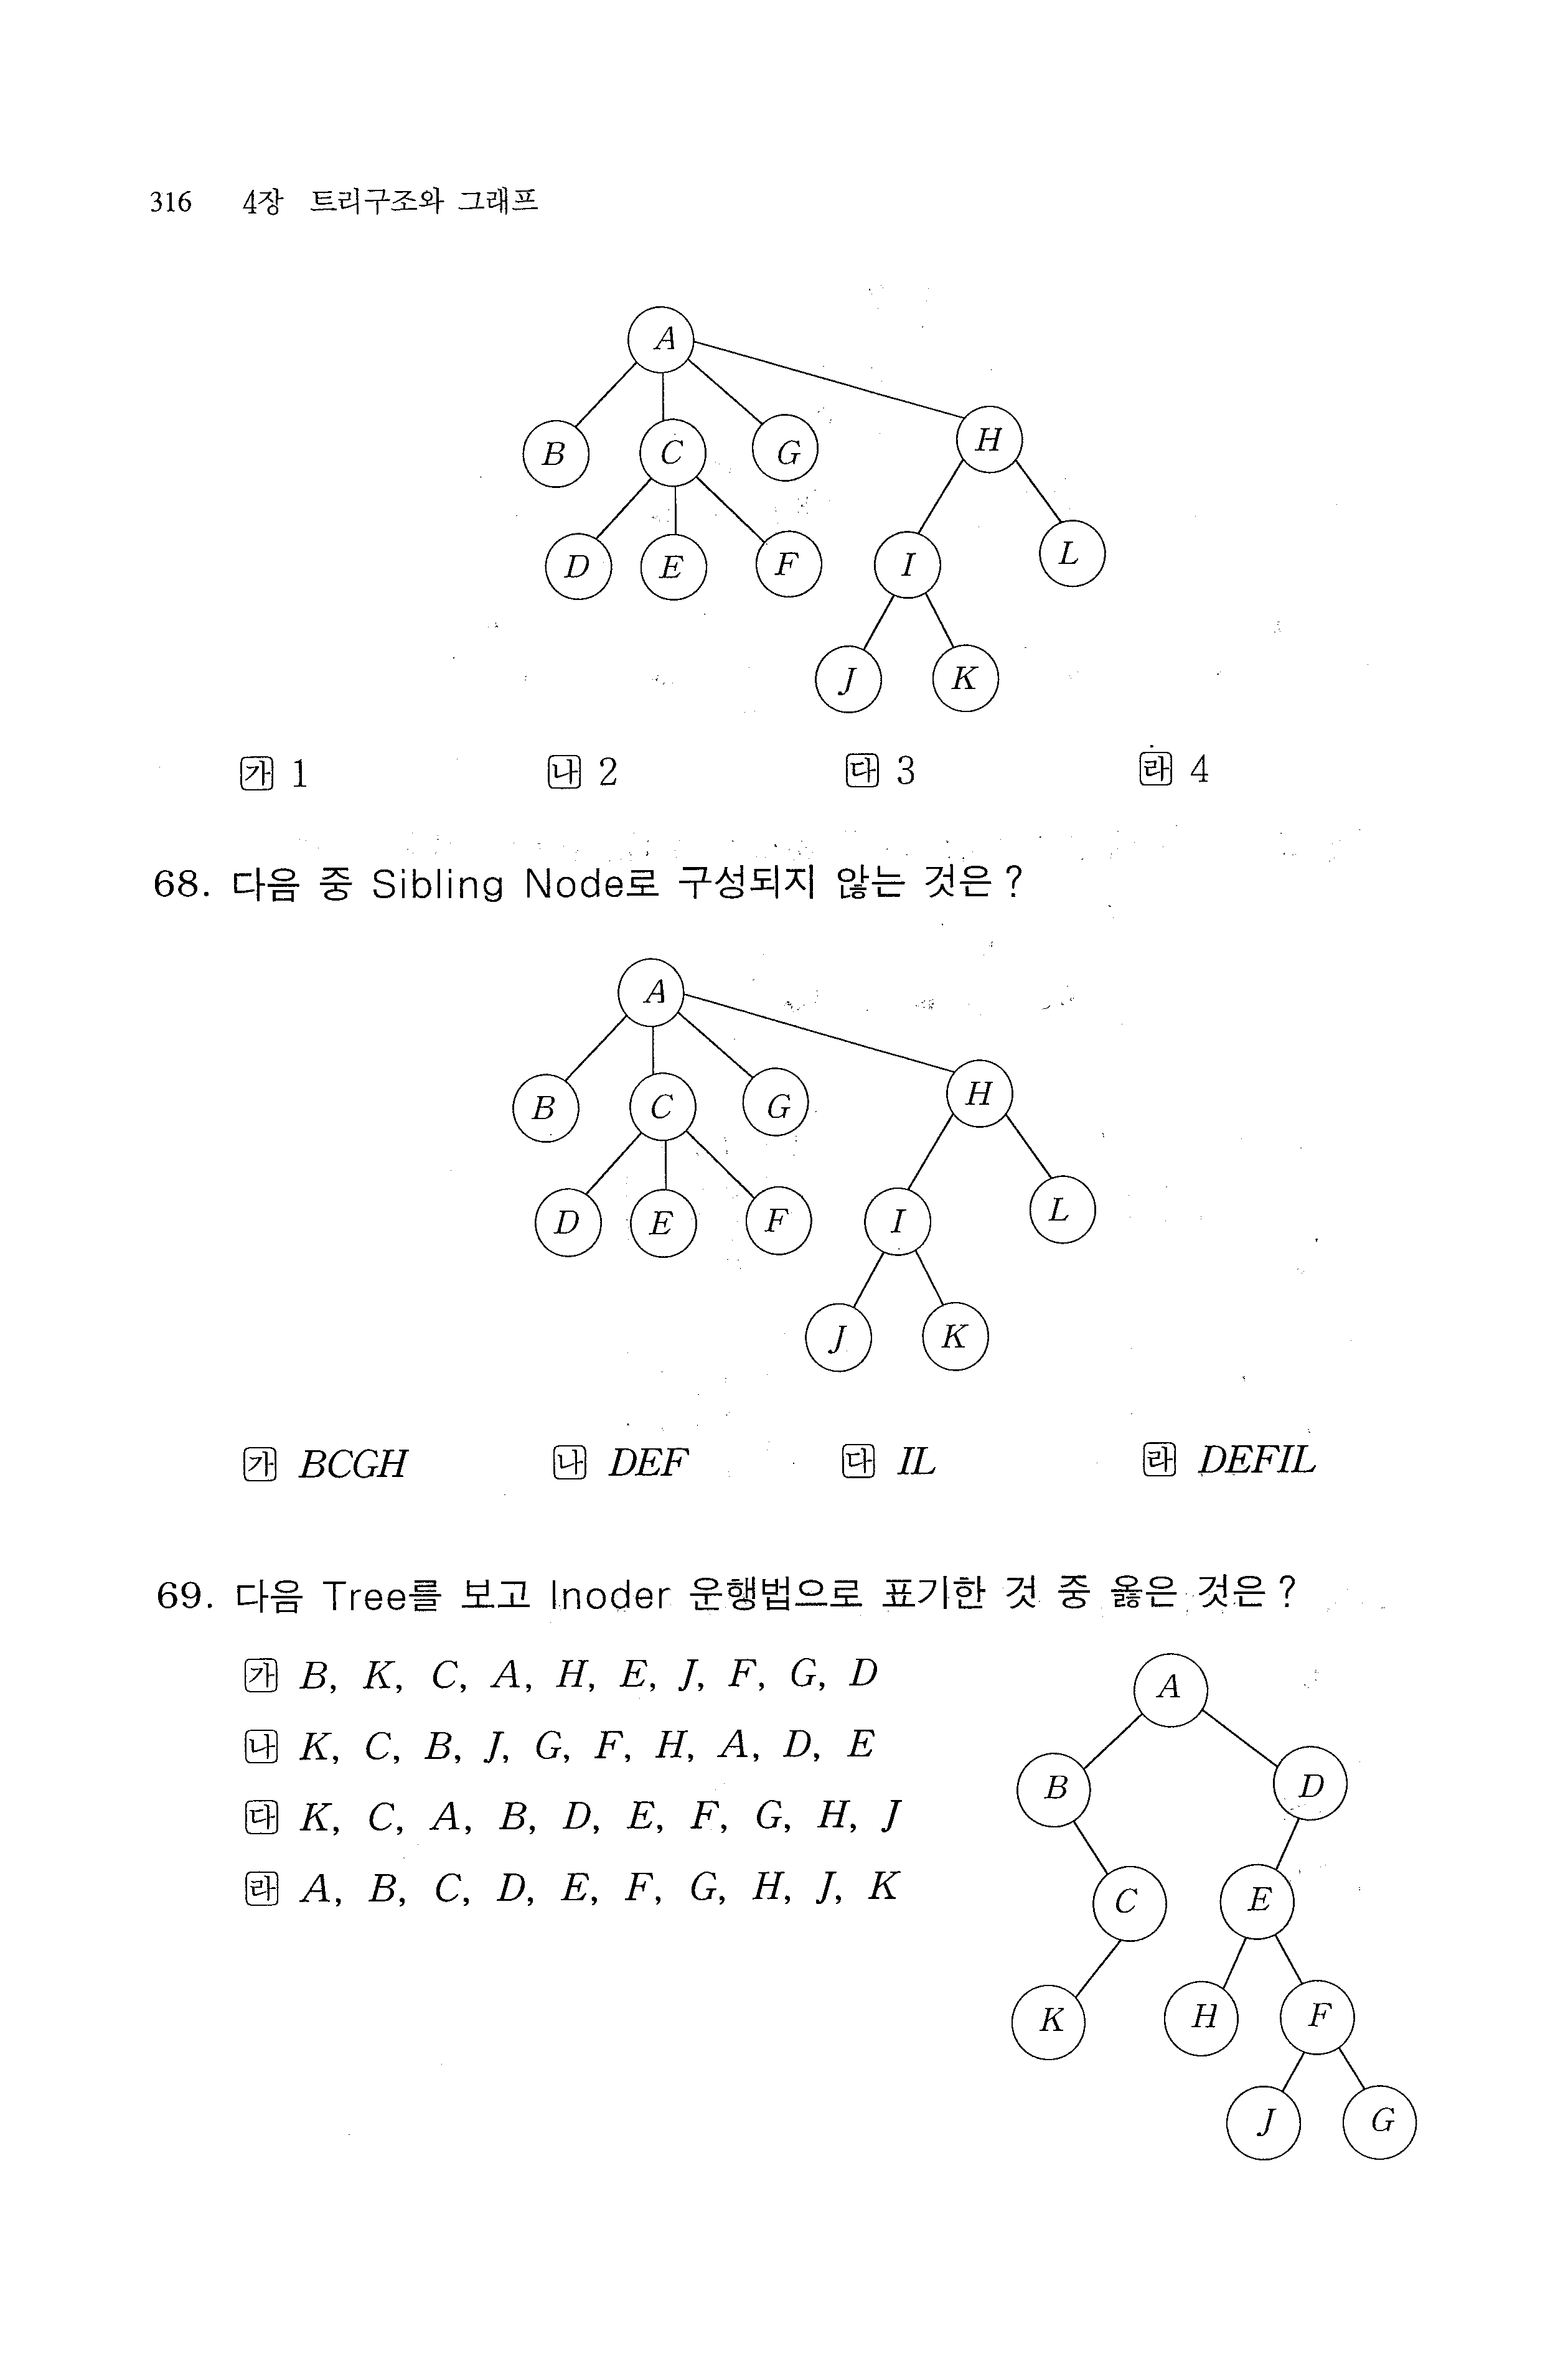 316 4장 트리구조와 그래프
A
B C G H
D E F I L
J K
가 1 나 2 다 3 라 4
68. 다음 중 Sibling Node로 구성되지 않는 것은?
A
B C G H
D E F I L
J K
가 BCGH 나 DEF 다 IL 라 DEFIL
69. 다음 Tree를 보고 Inoder 운행법으로 표기한 것 중 옳은 것은?
가 B, K, C, A, H, E, J, F, G, D
나 K, C, B, J, G, F, H, A, D, E
다 K, C, A, B, D, E, F, G, H, J
라 A, B, C, D, E, F, G, H, J, K
A
B D
C E
K H F
J G